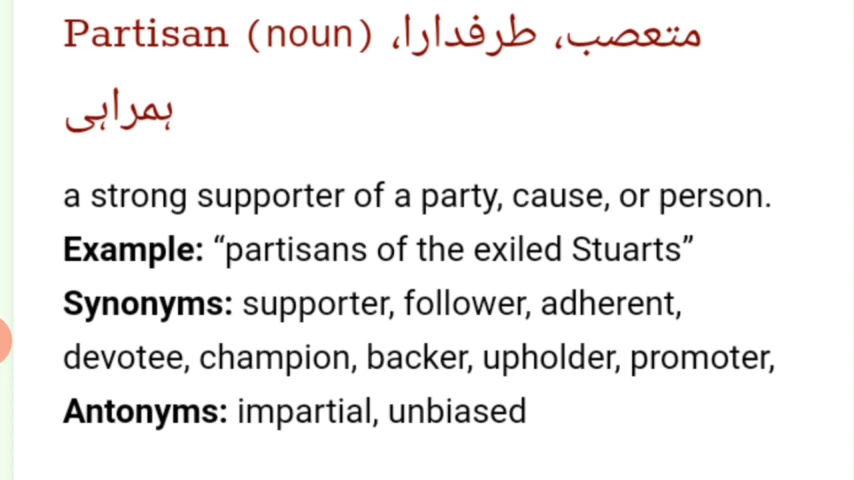 Partisan (noun) متعصب، طرفدارا،
ہمراہی
a strong supporter of a party, cause, or person.
Example: “partisans of the exiled Stuarts”
Synonyms: supporter, follower, adherent,
devotee, champion, backer, upholder, promoter,
Antonyms: impartial, unbiased